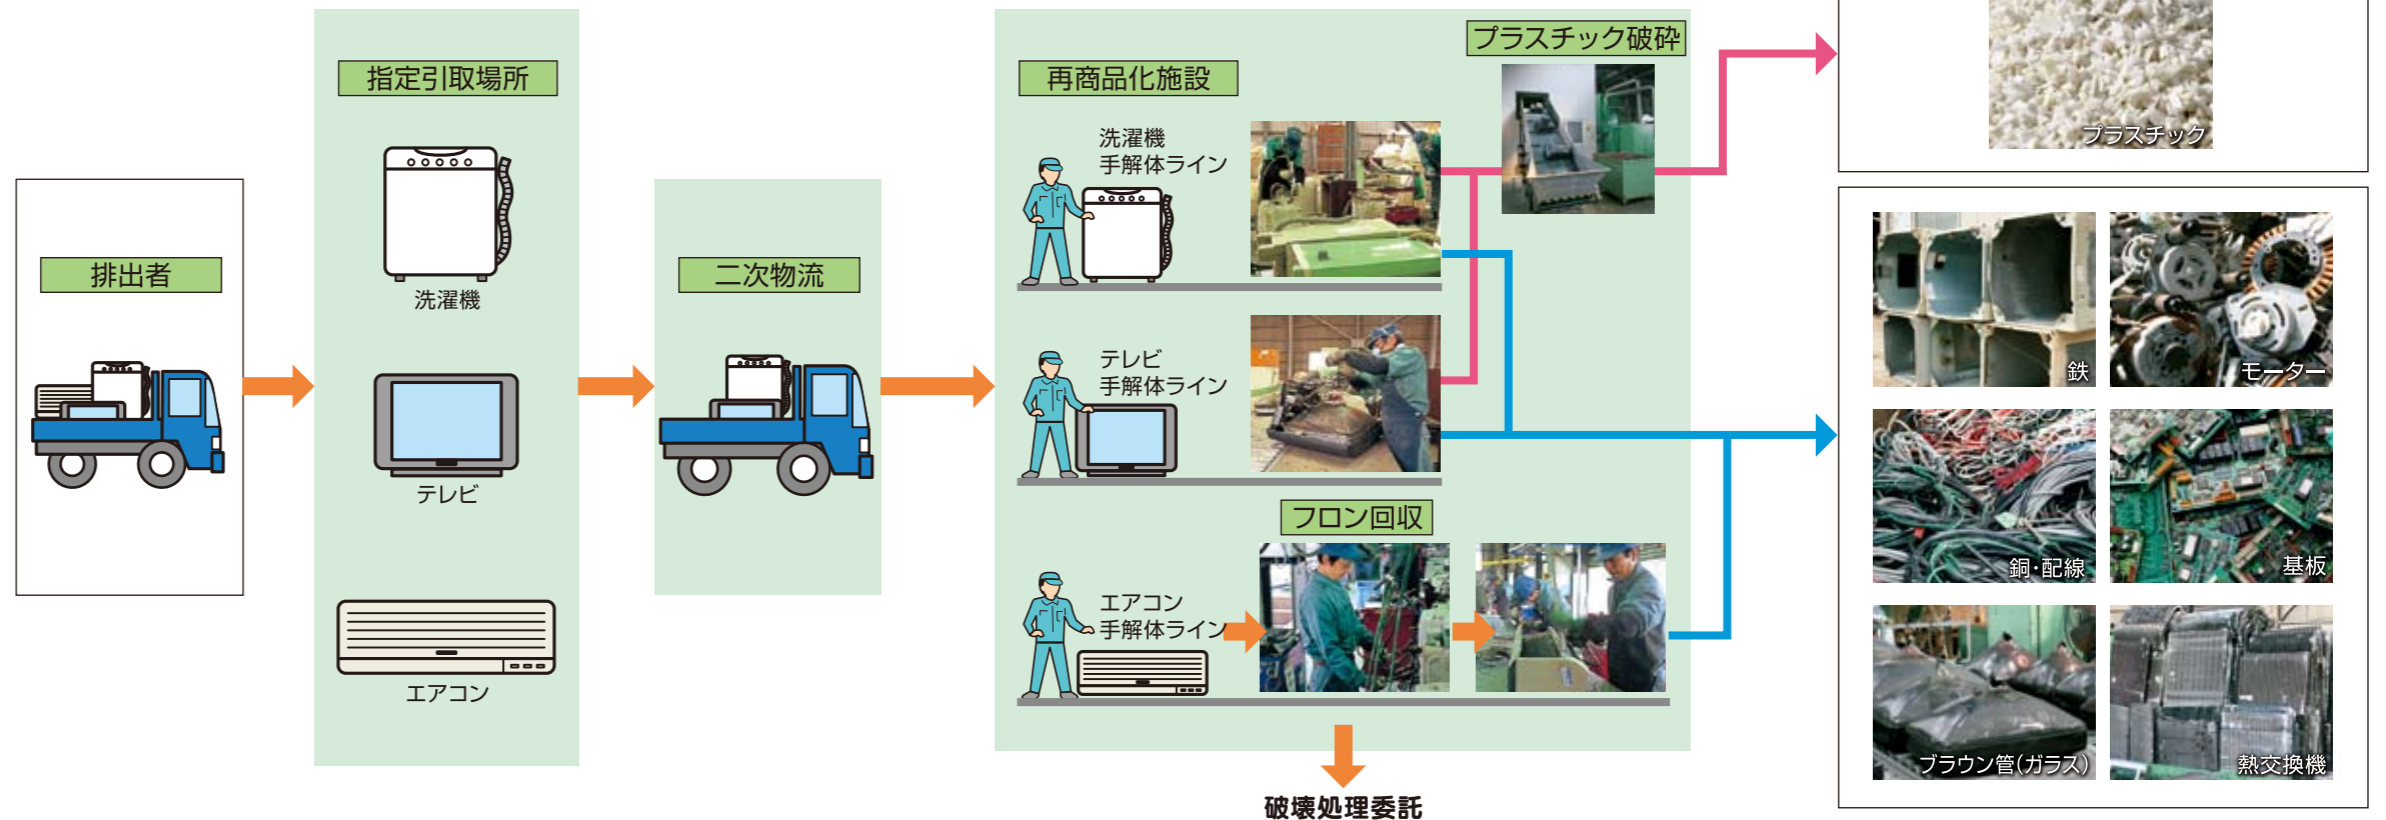 排出者
指定引取場所
洗濯機
テレビ
エアコン
二次物流
再商品化施設
洗濯機
手解体ライン
テレビ
手解体ライン
フロン回収
エアコン
手解体ライン
プラスチック破砕
破壊処理委託
プラスチック
鉄
モーター
銅・配線
基板
ブラウン管(ガラス)
熱交換機